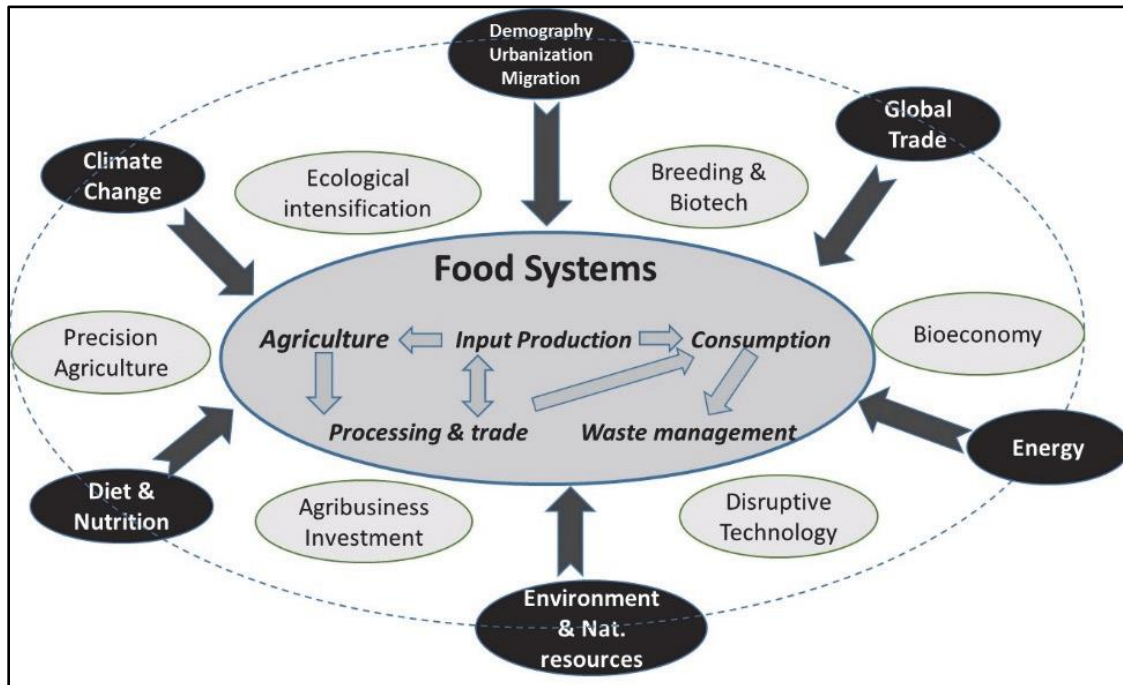 Demography
Urbanization
Migration
Global
Trade
Climate
Change
Ecological
intensification
Breeding &
Biotech
Food Systems
Precision
Agriculture
Agriculture
Input Production
Consumption
Bioeconomy
Processing & trade
Waste management
Energy
Diet &
Nutrition
Agribusiness
Investment
Disruptive
Technology
Environment
& Nat.
resources